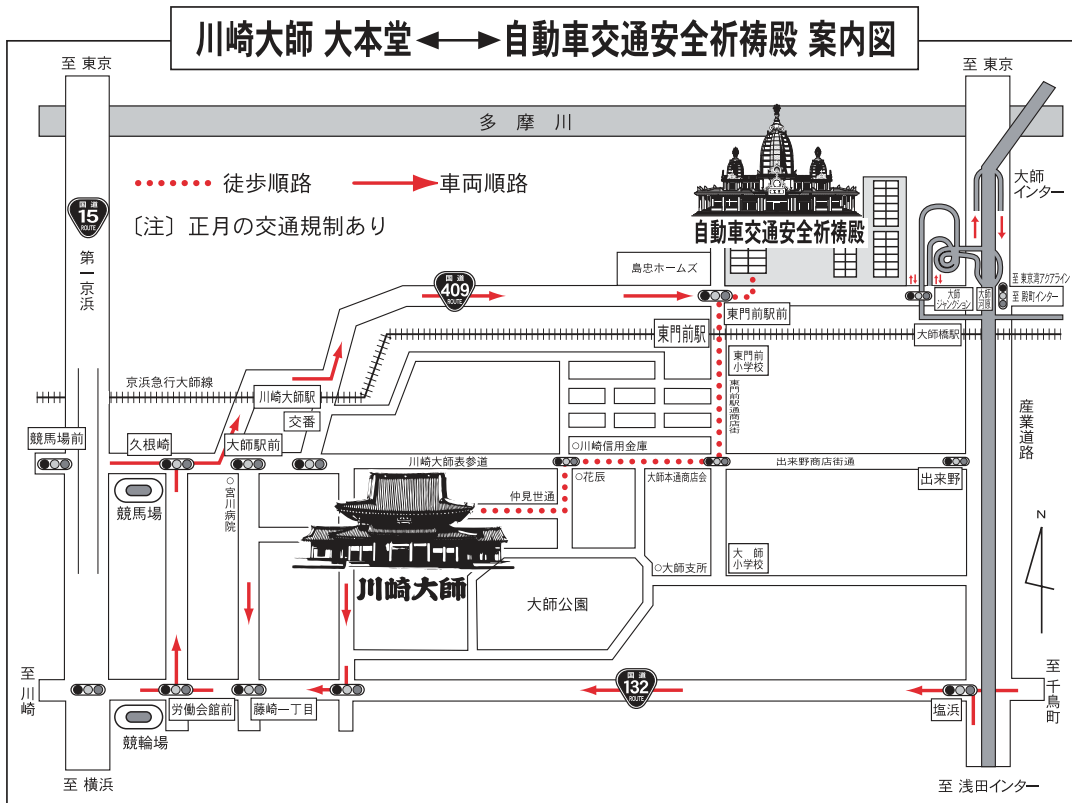 川崎大師 大本堂←→自動車交通安全祈祷殿 案内図
至 東京
至 東京
多摩川
徒歩順路
車両順路
〔注〕正月の交通規制あり
国道
15
ROUTE
第一京浜
自動車交通安全祈祷殿
大師
インター
島忠ホームズ
国道
409
ROUTE
至 東京湾アクアライン
至 殿町インター
大師
ジャンクション
大師
河原
東門前駅前
東門前駅
大師橋駅
東門前
小学校
京浜急行大師線
川崎大師駅
東門前駅通商店街
交番
産業道路
競馬場前
久根崎
大師駅前
○川崎信用金庫
川崎大師表参道
出来野商店街通
○宮川病院
○花辰
大師本通商店会
出来野
競馬場
仲見世通
N
大師
小学校
○大師支所
川崎大師
大師公園
至川崎
国道
132
ROUTE
至千鳥町
労働会館前
藤崎一丁目
塩浜
競輪場
至 横浜
至 浅田インター